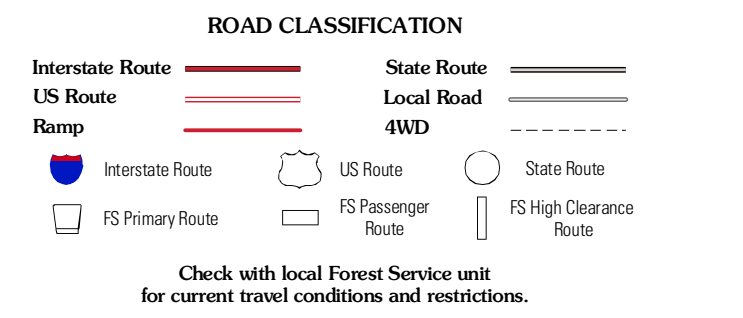 ROAD CLASSIFICATION
Interstate Route
State Route
US Route
Local Road
Ramp
4WD
Interstate Route
US Route
State Route
FS Primary Route
FS Passenger
Route
FS High Clearance
Route
Check with local Forest Service unit
for current travel conditions and restrictions.